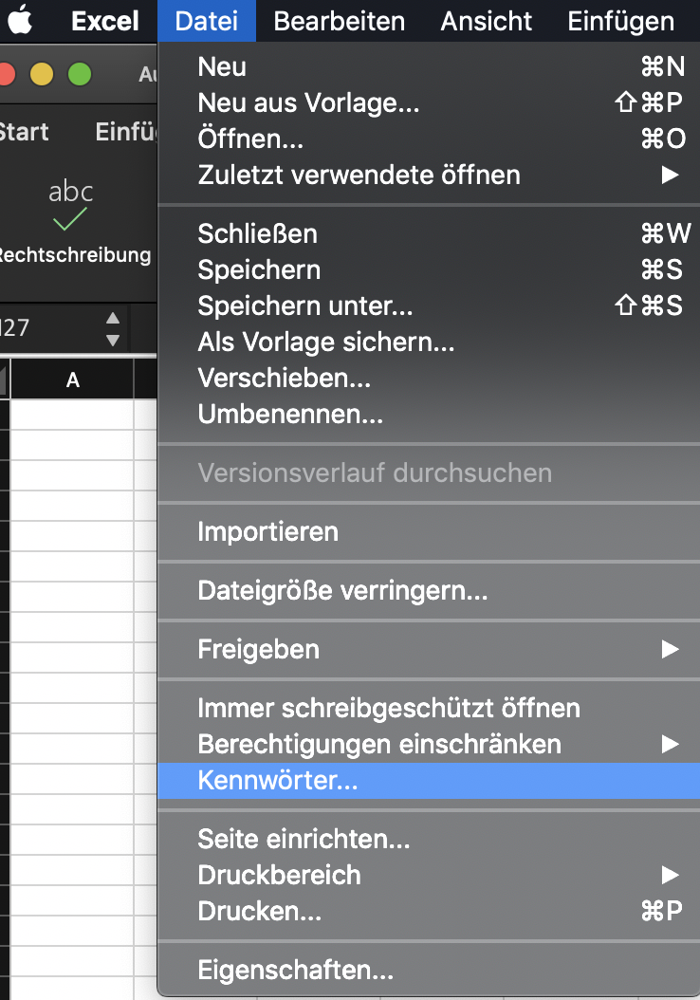 Excel Datei Bearbeiten Ansicht Einfügen
Neu ⌘N
Neu aus Vorlage... ⇧⌘P
Öffnen... ⌘O
Zuletzt verwendete öffnen ▶
Start Einfüg
abc
Rechtschreibung
Schließen ⌘W
Speichern ⌘S
Speichern unter... ⇧⌘S
Als Vorlage sichern...
Verschieben...
Umbenennen...
27
A
Versionsverlauf durchsuchen
Importieren
Dateigröße verringern...
Freigeben ▶
Immer schreibgeschützt öffnen
Berechtigungen einschränken ▶
Kennwörter...
Seite einrichten...
Druckbereich ▶
Drucken... ⌘P
Eigenschaften...